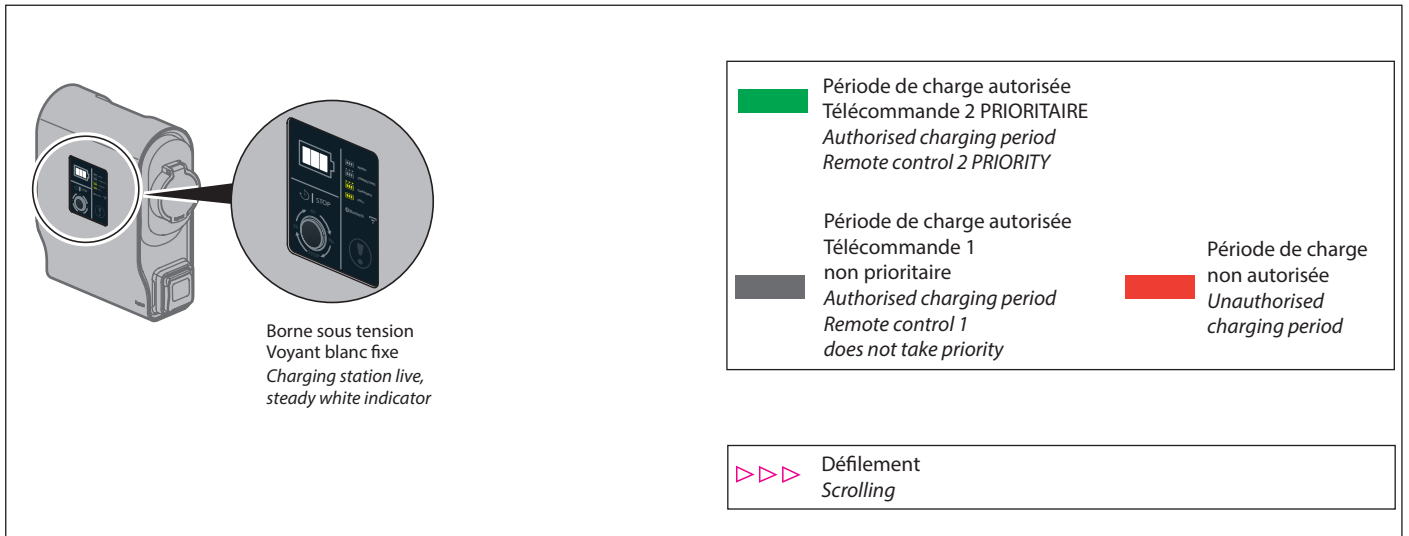 STOP
Bluetooth
Borne sous tension
Voyant blanc fixe
Charging station live,
steady white indicator
Période de charge autorisée
Télécommande 2 PRIORITAIRE
Authorised charging period
Remote control 2 PRIORITY
Période de charge autorisée
Télécommande 1
non prioritaire
Authorised charging period
Remote control 1
does not take priority
Période de charge
non autorisée
Unauthorised
charging period
Défilement
Scrolling